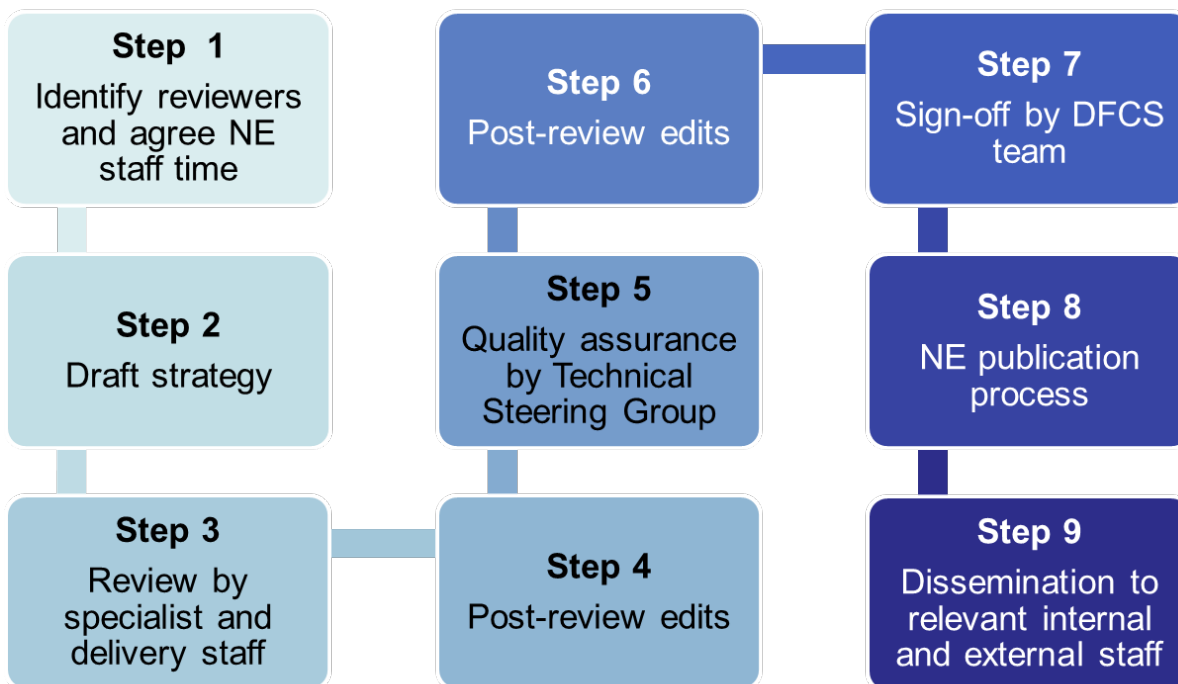 Step 1
Identify reviewers
and agree NE
staff time
Step 2
Draft strategy
Step 3
Review by
specialist and
delivery staff
Step 4
Post-review edits
Step 5
Quality assurance
by Technical
Steering Group
Step 6
Post-review edits
Step 7
Sign-off by DFCS
team
Step 8
NE publication
process
Step 9
Dissemination to
relevant internal
and external staff